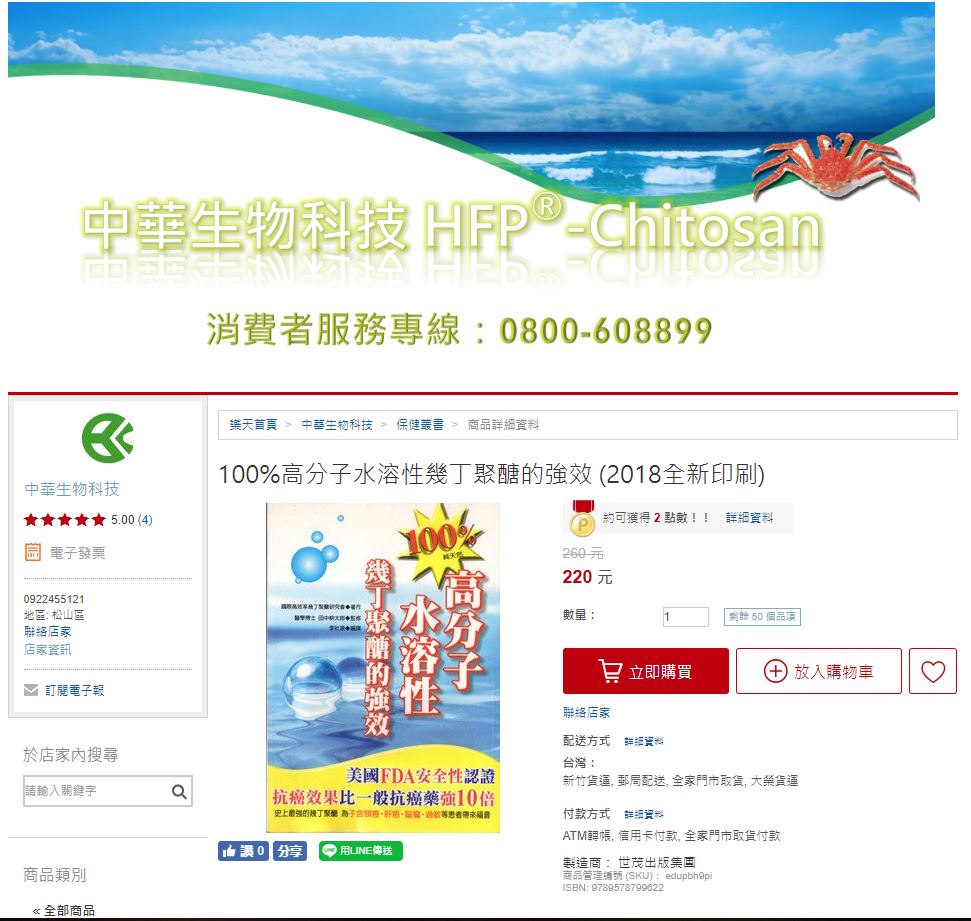 中華生物科技 HFP®-Chitosan
消費者服務專線：0800-608899
中華生物科技
5.00 (4)
電子發票
0922455121
地區: 松山區
聯絡店家
店家資訊
訂閱電子報
於店家內搜尋
請輸入關鍵字
商品類別
« 全部商品
樂天首頁 > 中華生物科技 > 保健叢書 > 商品詳細資料
100%高分子水溶性幾丁聚醣的強效 (2018全新印刷)
100%
純天然
高分子
水溶性
幾丁聚醣的強效
國際高效率幾丁聚醣研究會◆著作
醫學博士 田中耕太郎◆監修
美國FDA安全性認證
抗癌效果比一般抗癌藥強10倍
史上最強的幾丁聚醣 為子宮頸癌、肝癌、腦瘤、過敏等患者帶來福音
讚 0
分享
LINE
用LINE傳送
P
約可獲得 2 點數！！ 詳細資料
260 元
220 元
數量：
1
剩餘 50 個品項
立即購買
放入購物車
聯絡店家
配送方式 詳細資料
台灣：
新竹貨運, 郵局配送, 全家門市取貨, 大榮貨運
付款方式 詳細資料
ATM轉帳, 信用卡付款, 全家門市取貨付款
製造商： 世茂出版集團
商品管理編號 (SKU)： edupbh9pi
ISBN: 9789578799622